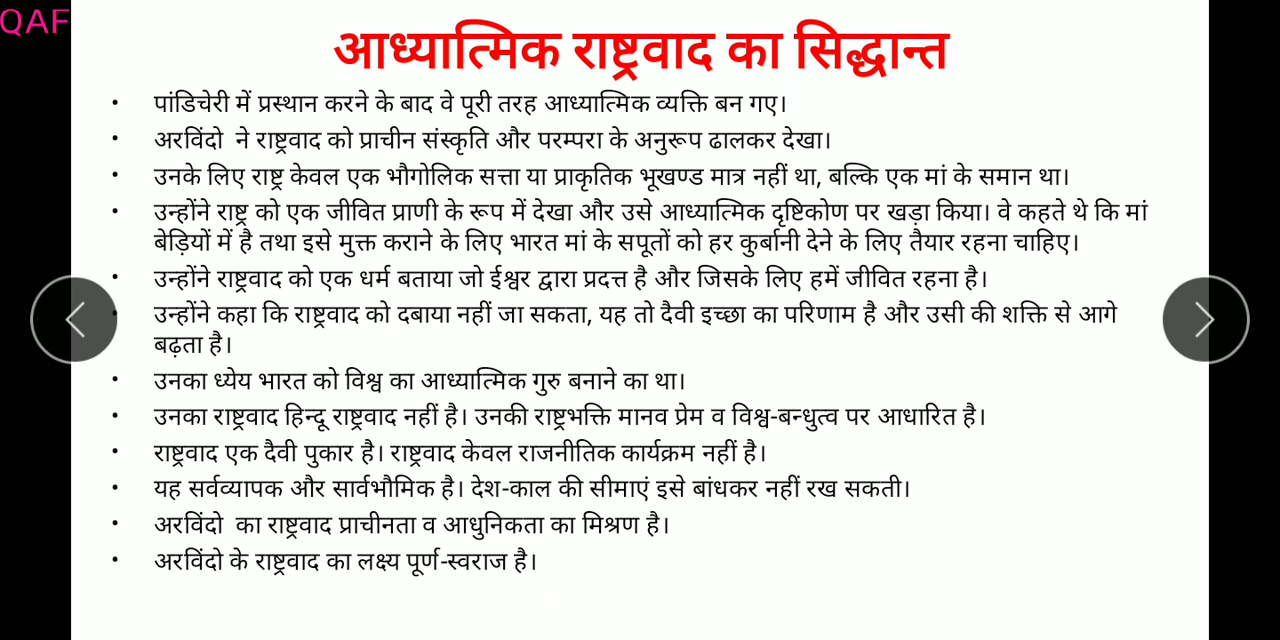 QAF
आध्यात्मिक राष्ट्रवाद का सिद्धान्त
• पांडिचेरी में प्रस्थान करने के बाद वे पूरी तरह आध्यात्मिक व्यक्ति बन गए।
• अरविंदो ने राष्ट्रवाद को प्राचीन संस्कृति और परम्परा के अनुरूप ढालकर देखा।
• उनके लिए राष्ट्र केवल एक भौगोलिक सत्ता या प्राकृतिक भूखण्ड मात्र नहीं था, बल्कि एक मां के समान था।
• उन्होंने राष्ट्र को एक जीवित प्राणी के रूप में देखा और उसे आध्यात्मिक दृष्टिकोण पर खड़ा किया। वे कहते थे कि मां
बेड़ियों में है तथा इसे मुक्त कराने के लिए भारत मां के सपूतों को हर कुर्बानी देने के लिए तैयार रहना चाहिए।
• उन्होंने राष्ट्रवाद को एक धर्म बताया जो ईश्वर द्वारा प्रदत्त है और जिसके लिए हमें जीवित रहना है।
• उन्होंने कहा कि राष्ट्रवाद को दबाया नहीं जा सकता, यह तो दैवी इच्छा का परिणाम है और उसी की शक्ति से आगे
बढ़ता है।
• उनका ध्येय भारत को विश्व का आध्यात्मिक गुरु बनाने का था।
• उनका राष्ट्रवाद हिन्दू राष्ट्रवाद नहीं है। उनकी राष्ट्रभक्ति मानव प्रेम व विश्व-बन्धुत्व पर आधारित है।
• राष्ट्रवाद एक दैवी पुकार है। राष्ट्रवाद केवल राजनीतिक कार्यक्रम नहीं है।
• यह सर्वव्यापक और सार्वभौमिक है। देश-काल की सीमाएं इसे बांधकर नहीं रख सकती।
• अरविंदो का राष्ट्रवाद प्राचीनता व आधुनिकता का मिश्रण है।
• अरविंदो के राष्ट्रवाद का लक्ष्य पूर्ण-स्वराज है।